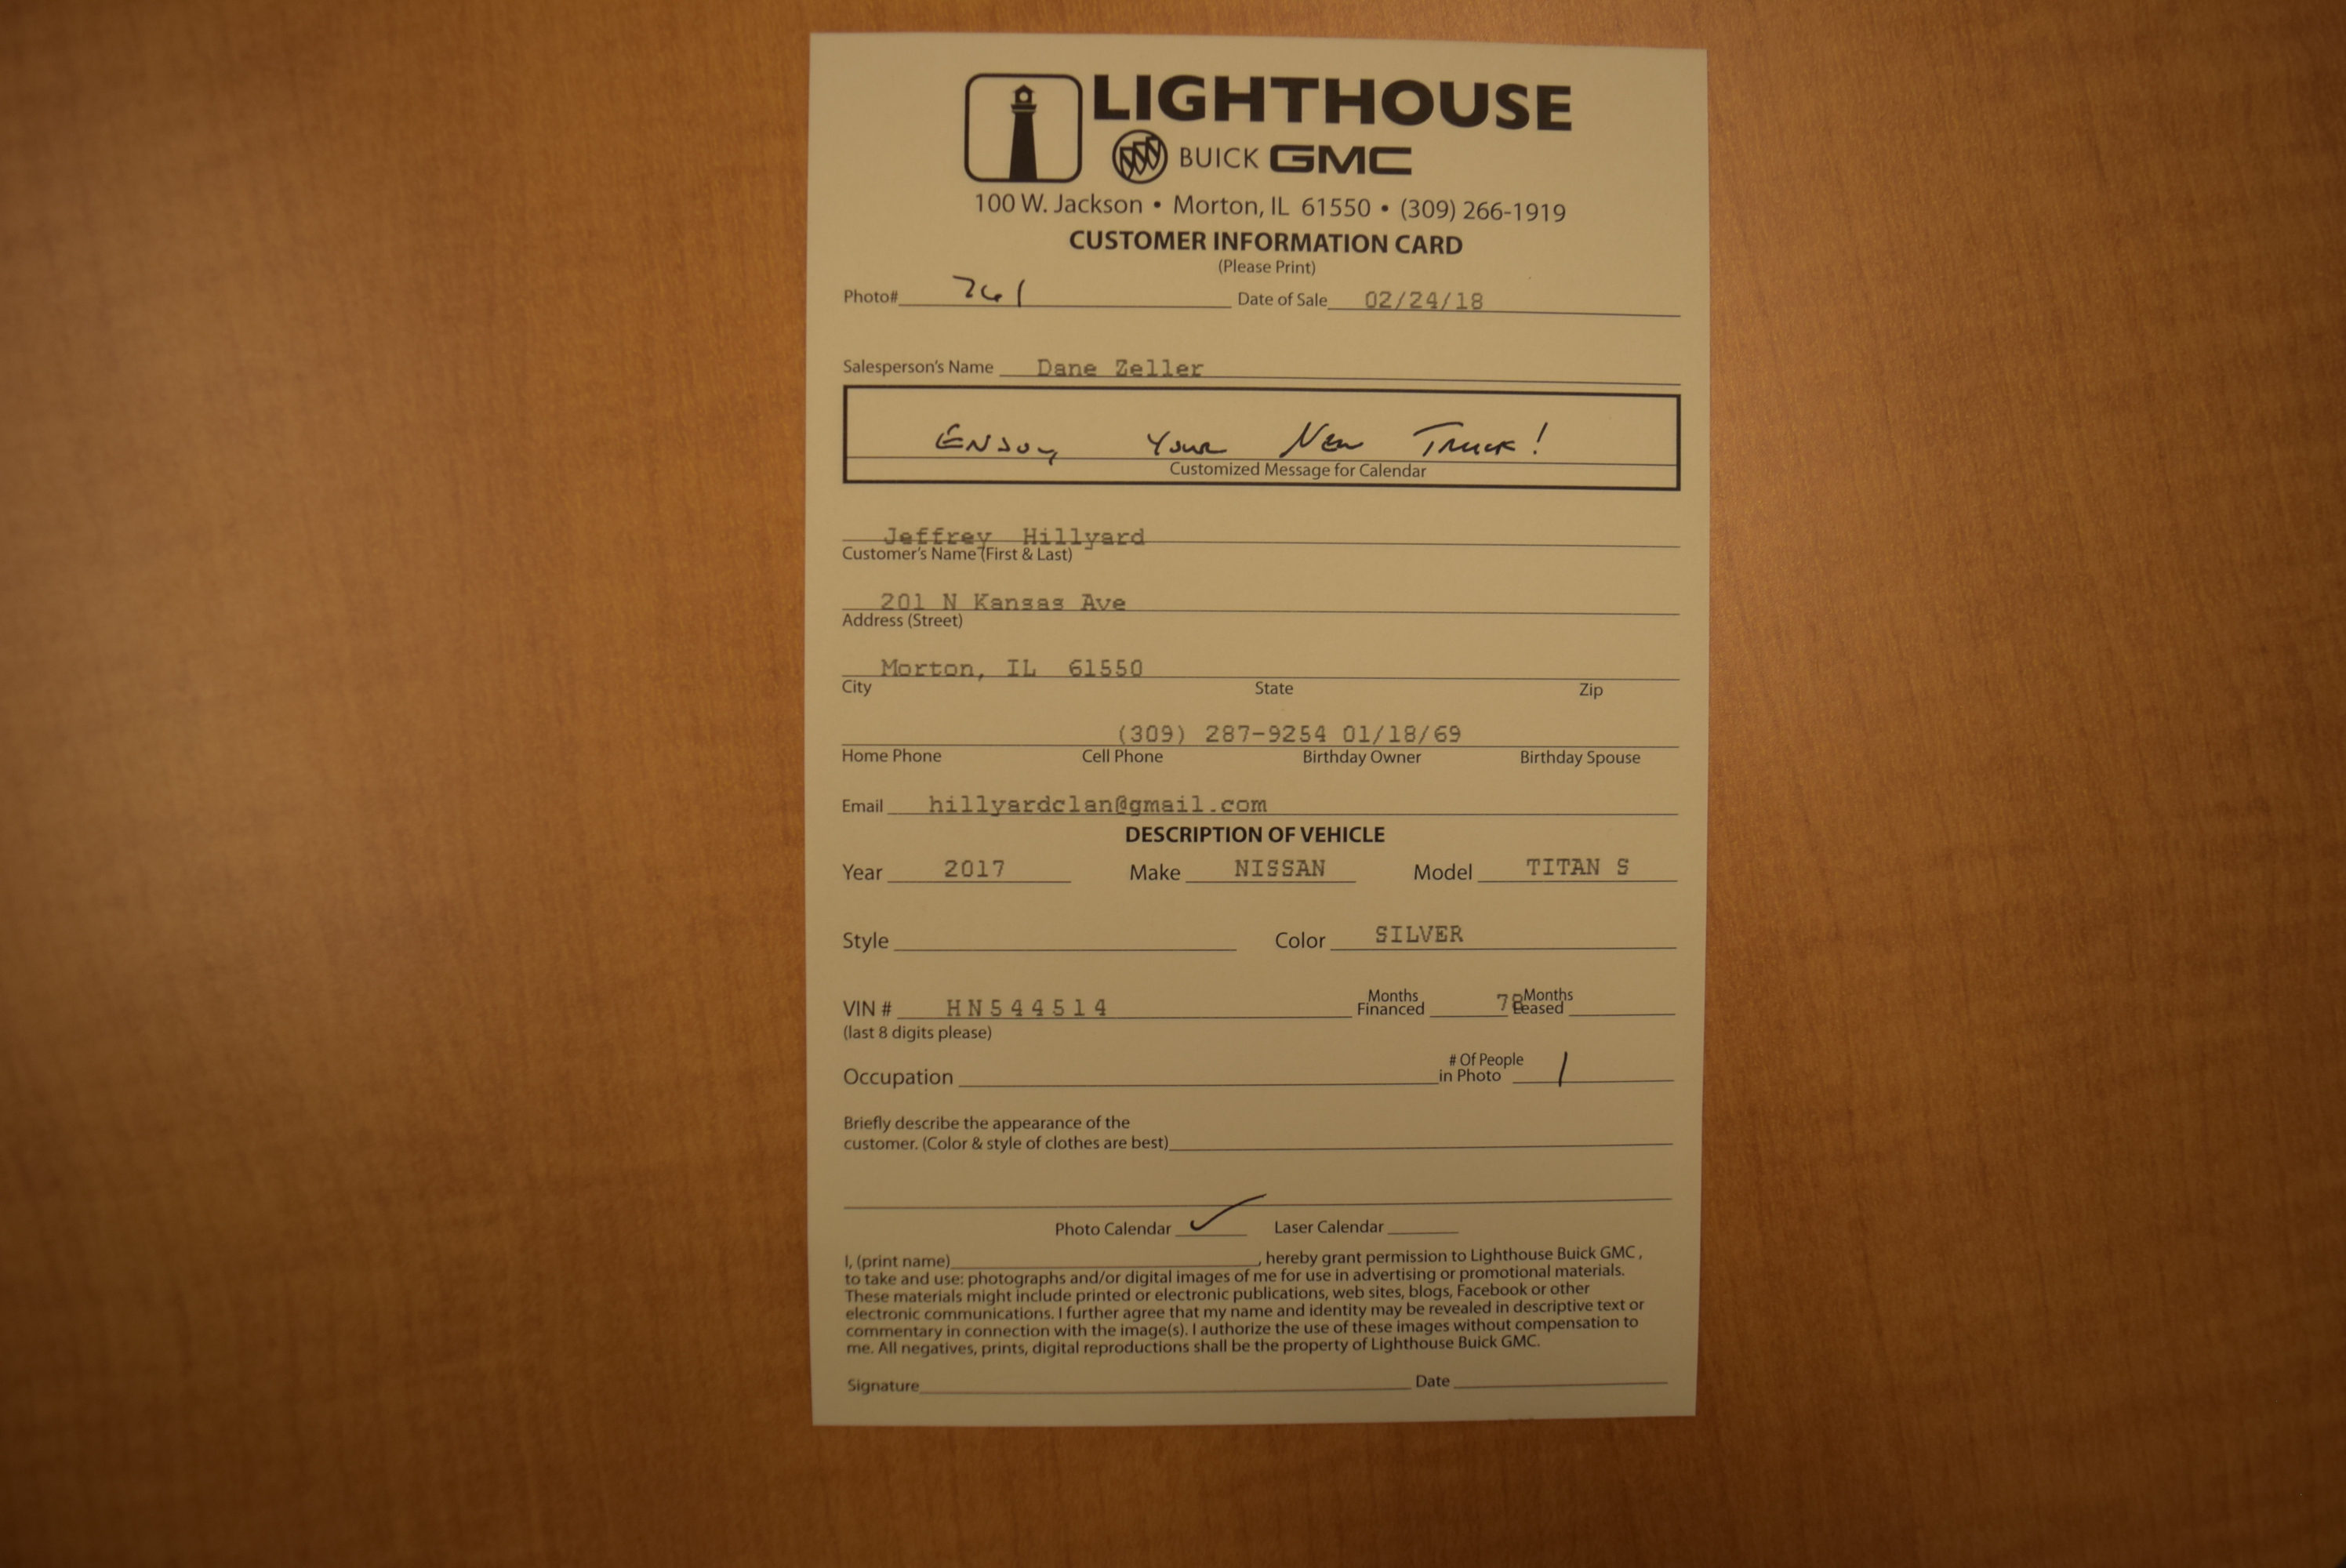 LIGHTHOUSE
BUICK GMC
100 W. Jackson • Morton, IL 61550 • (309) 266-1919
CUSTOMER INFORMATION CARD
(Please Print)
Photo# 761 Date of Sale 02/24/18
Salesperson's Name Dane Zeller
Enjoy Your New Truck!
Customized Message for Calendar
Jeffrey Hillyard
Customer's Name (First & Last)
201 N Kansas Ave
Address (Street)
Morton, IL 61550
City State Zip
(309) 287-9254 01/18/69
Home Phone Cell Phone Birthday Owner Birthday Spouse
Email hillyardclan@gmail.com
DESCRIPTION OF VEHICLE
Year 2017 Make NISSAN Model TITAN S
Style Color SILVER
VIN # HN544514 Months Financed Months Leased
(last 8 digits please)
Occupation # Of People in Photo 1
Briefly describe the appearance of the
customer. (Color & style of clothes are best)
Photo Calendar ✓ Laser Calendar
I, (print name) , hereby grant permission to Lighthouse Buick GMC,
to take and use: photographs and/or digital images of me for use in advertising or promotional materials.
These materials might include printed or electronic publications, web sites, blogs, Facebook or other
electronic communications. I further agree that my name and identity may be revealed in descriptive text or
commentary in connection with the image(s). I authorize the use of these images without compensation to
me. All negatives, prints, digital reproductions shall be the property of Lighthouse Buick GMC.
Signature Date